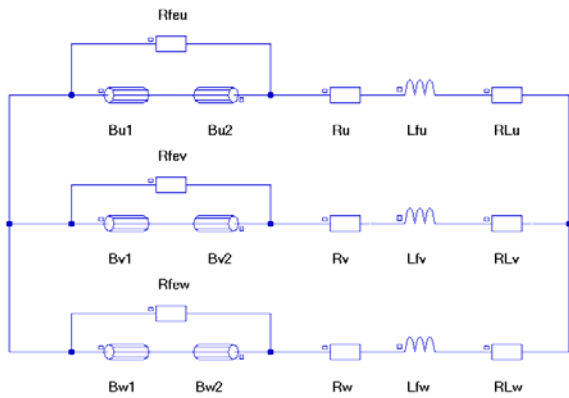 Rfeu
Bu1 Bu2 Ru Lfu RLu
Rfev
Bv1 Bv2 Rv Lfv RLv
Rfew
Bw1 Bw2 Rw Lfw RLw